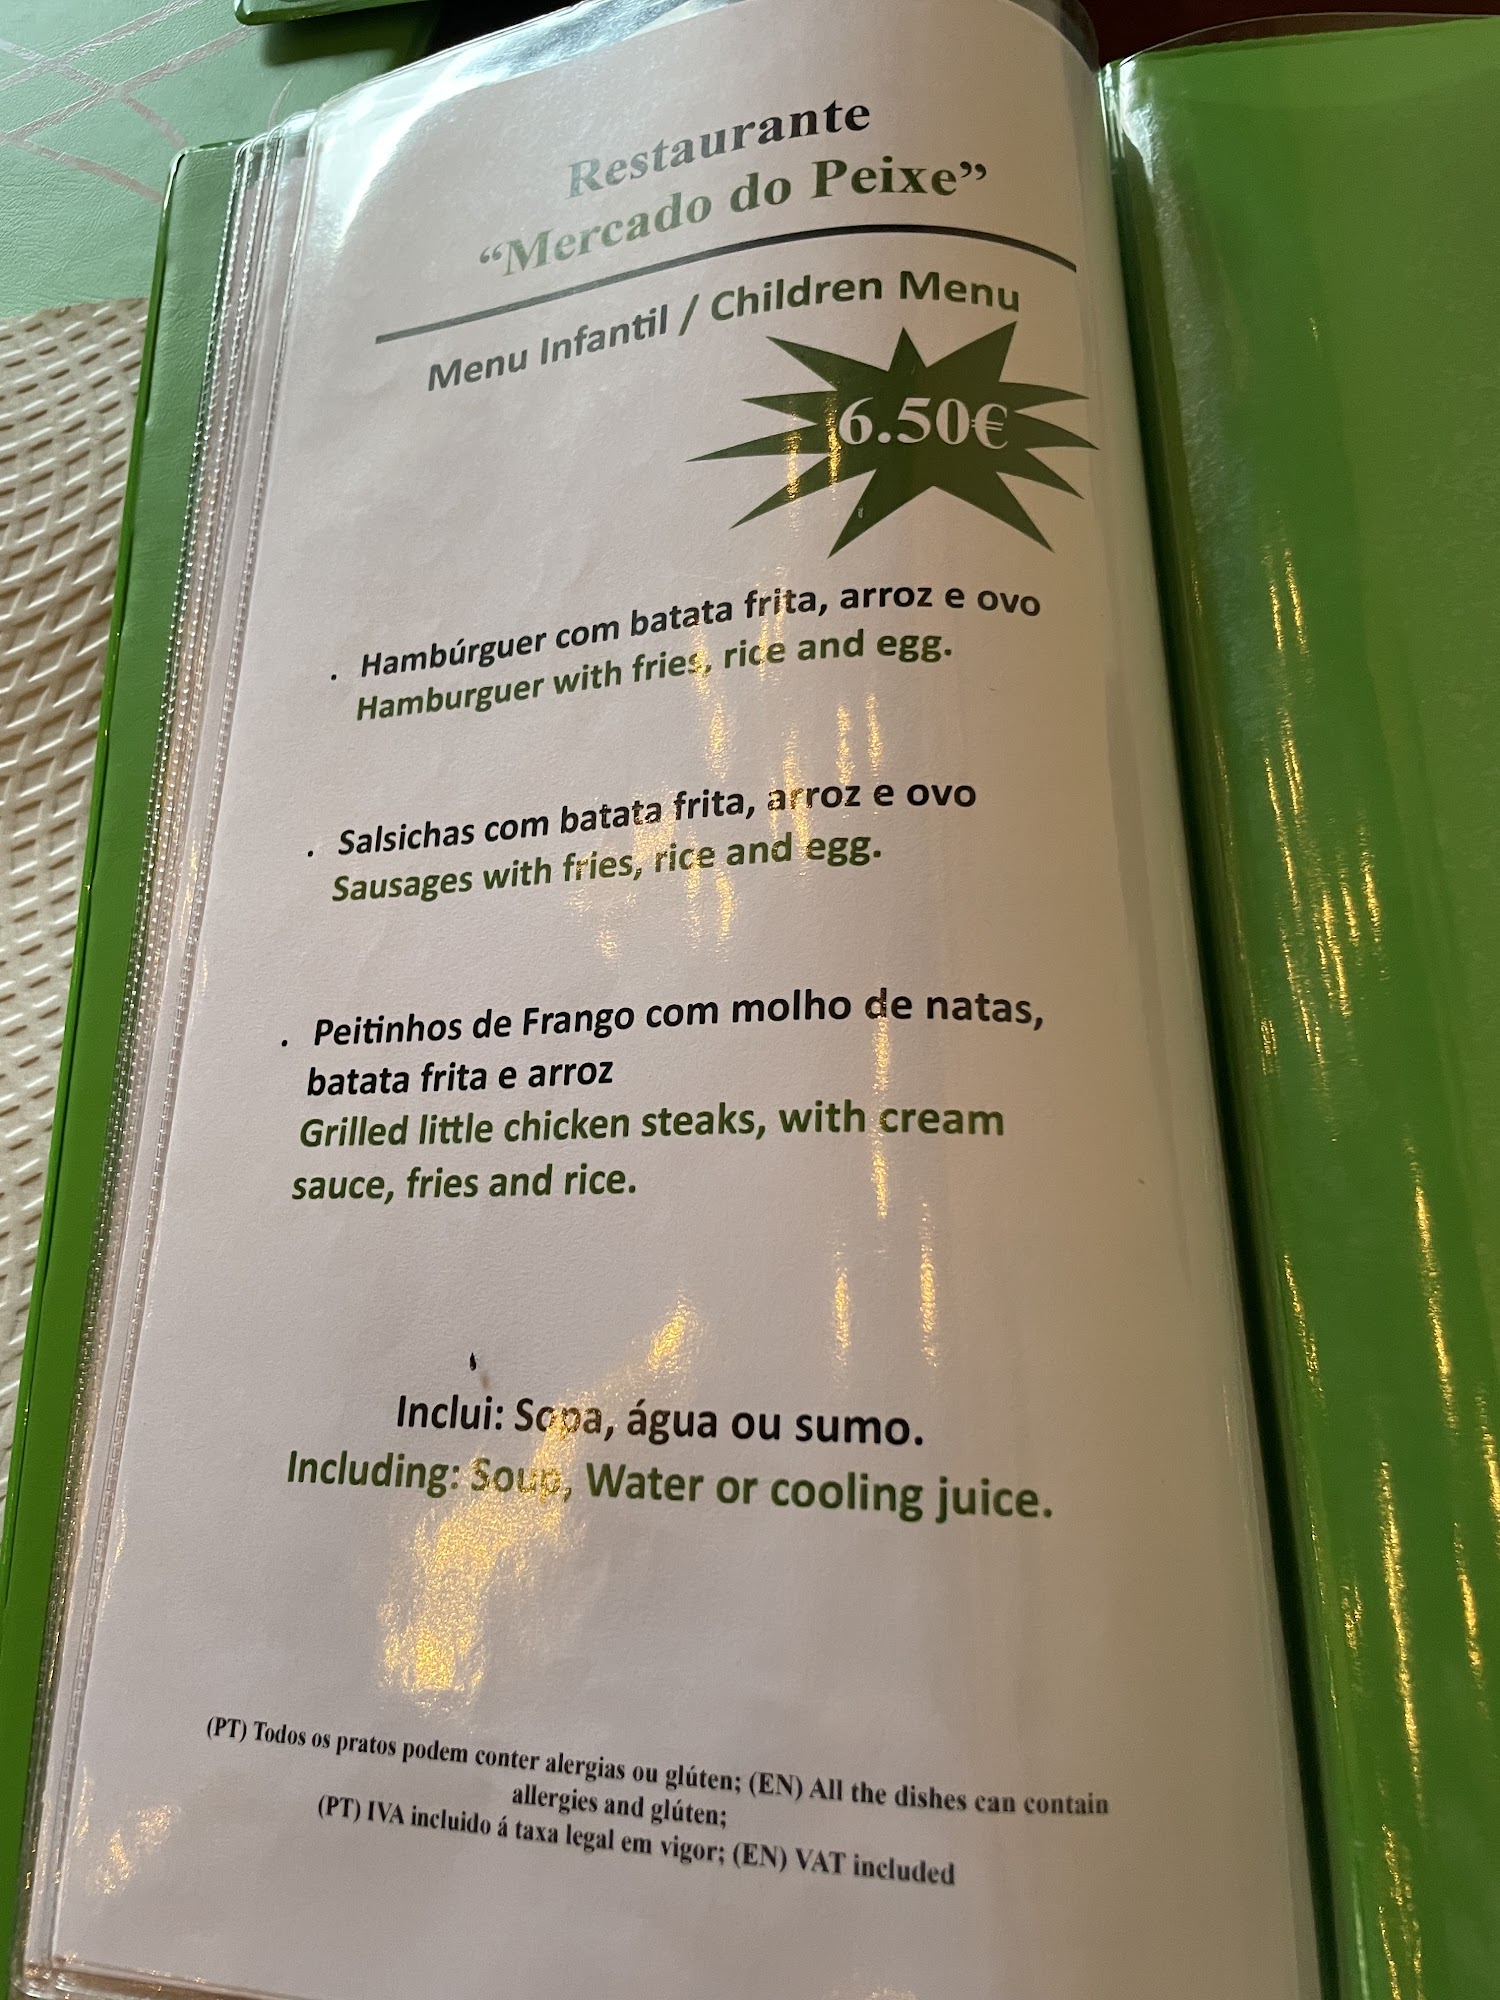 Restaurante
“Mercado do Peixe”
Menu Infantil / Children Menu
6.50€
. Hambúrguer com batata frita, arroz e ovo
Hamburguer with fries, rice and egg.
. Salsichas com batata frita, arroz e ovo
Sausages with fries, rice and egg.
. Peitinhos de Frango com molho de natas,
batata frita e arroz
Grilled little chicken steaks, with cream
sauce, fries and rice.
Inclui: Sopa, água ou sumo.
Including: Soup, Water or cooling juice.
(PT) Todos os pratos podem conter alergias ou glúten; (EN) All the dishes can contain
allergies and glúten;
(PT) IVA incluido á taxa legal em vigor; (EN) VAT included